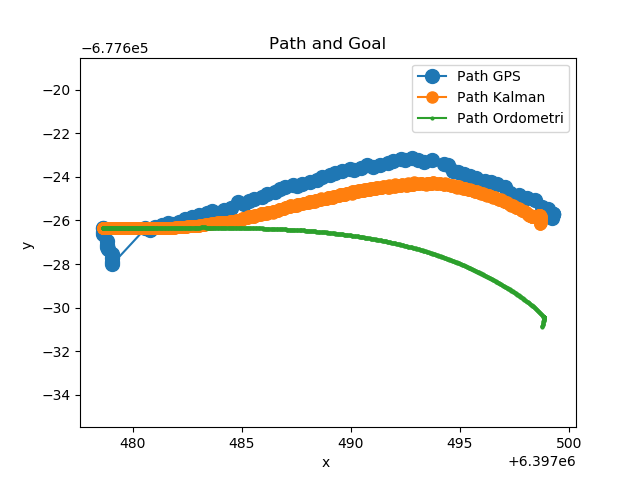 Path and Goal
−6.776e5
Path GPS
Path Kalman
Path Ordometri
−20
−22
−24
−26
−28
−30
−32
−34
y
480
485
490
495
500
x
+6.397e6